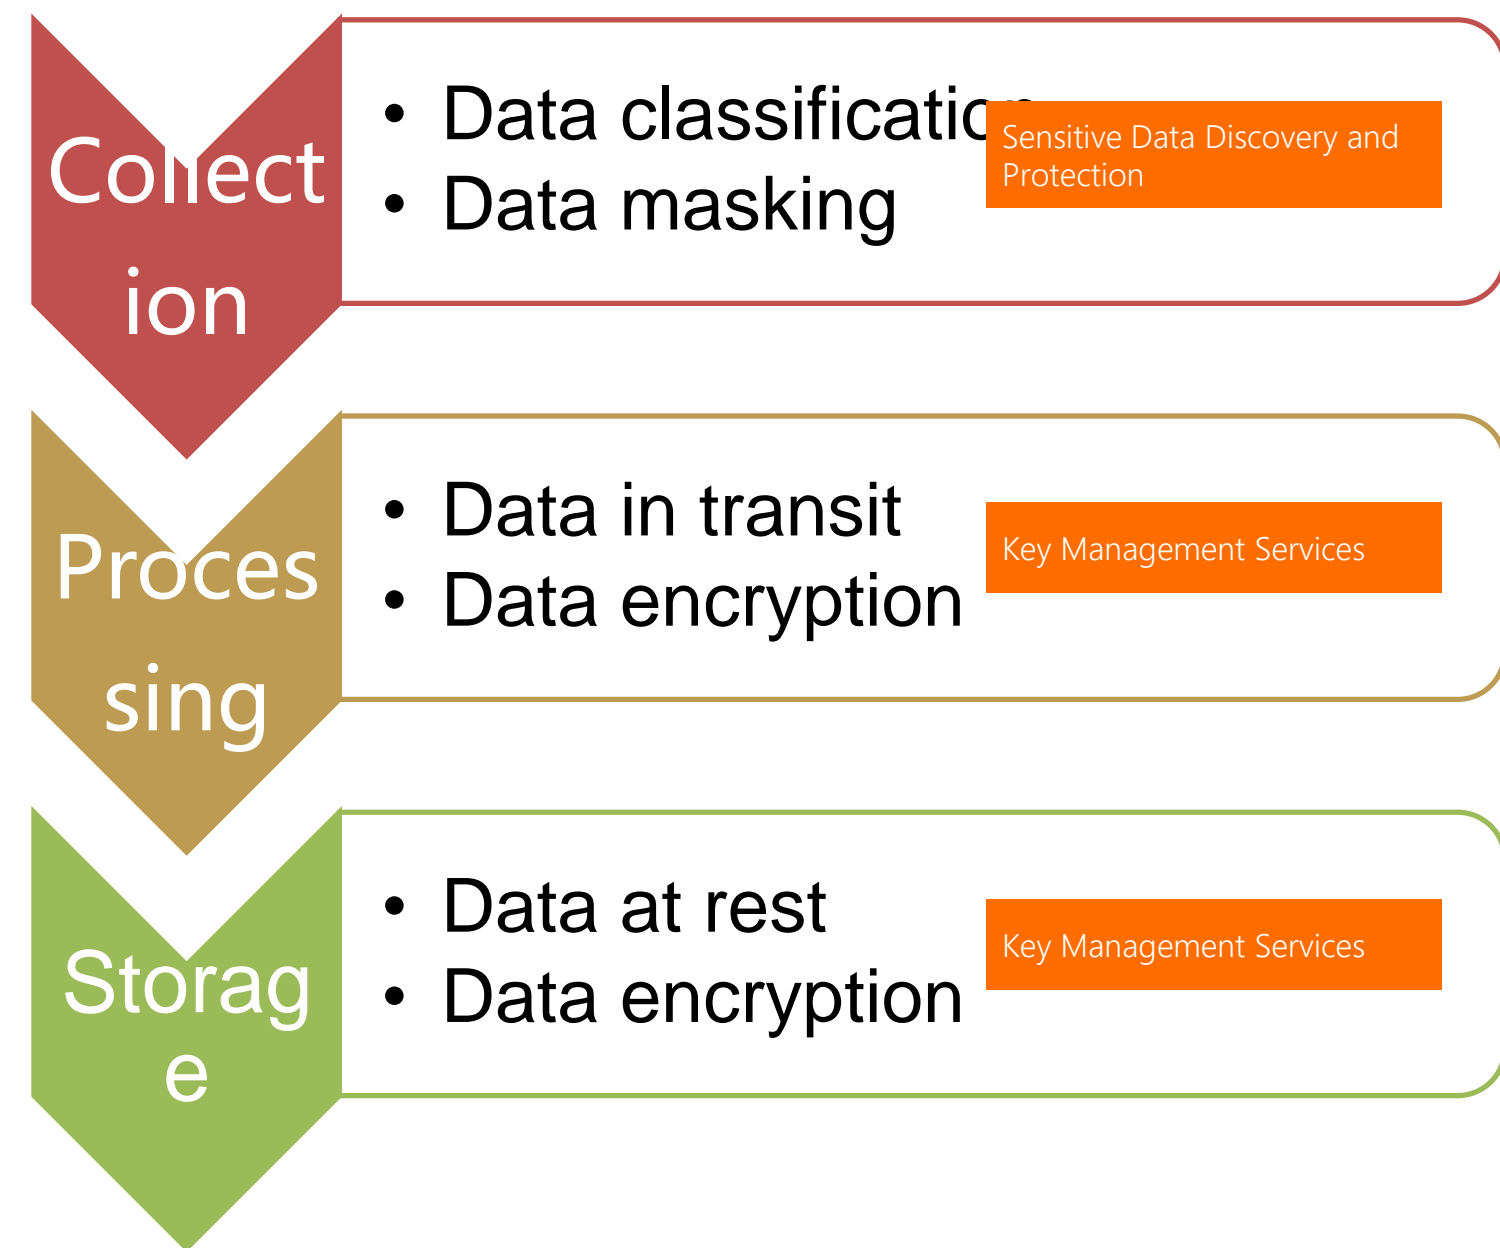 Collect
ion
• Data classification
• Data masking
Sensitive Data Discovery and
Protection
Proces
sing
• Data in transit
• Data encryption
Key Management Services
Storag
e
• Data at rest
• Data encryption
Key Management Services